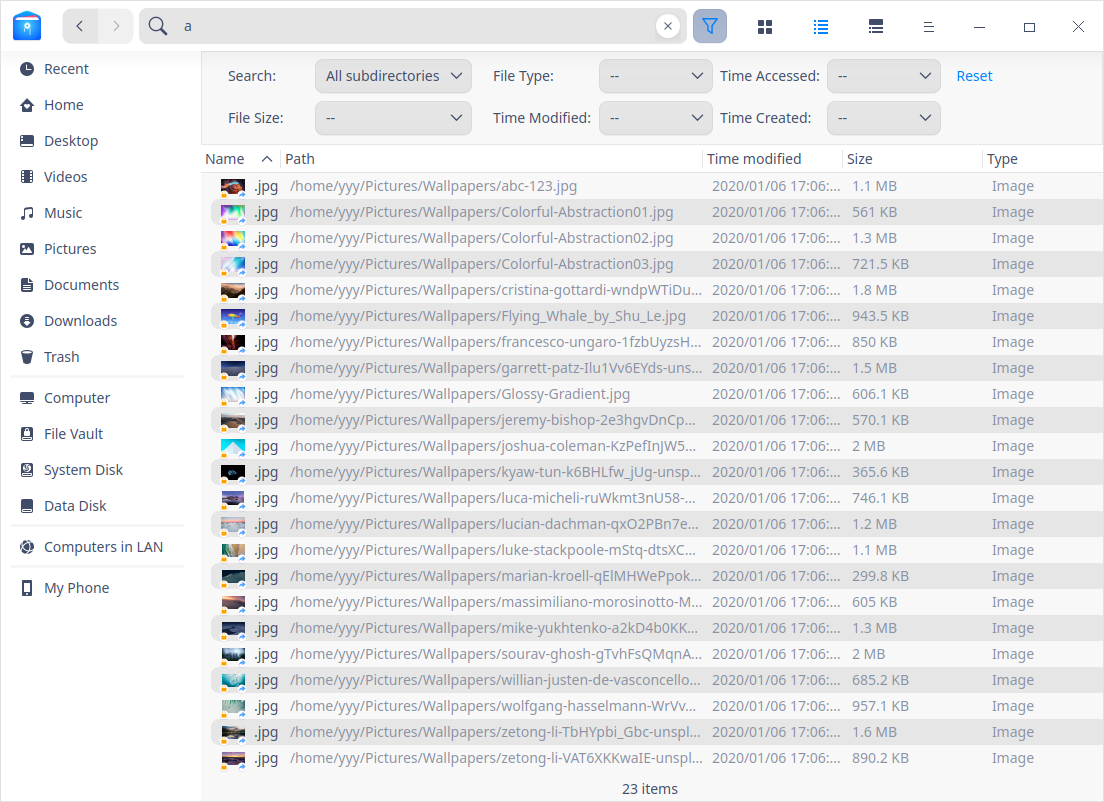 a
Recent
Home
Desktop
Videos
Music
Pictures
Documents
Downloads
Trash
Computer
File Vault
System Disk
Data Disk
Computers in LAN
My Phone
Search: All subdirectories File Type: -- Time Accessed: -- Reset
File Size: -- Time Modified: -- Time Created: --
Name Path Time modified Size Type
.jpg /home/yyy/Pictures/Wallpapers/abc-123.jpg 2020/01/06 17:06:... 1.1 MB Image
.jpg /home/yyy/Pictures/Wallpapers/Colorful-Abstraction01.jpg 2020/01/06 17:06:... 561 KB Image
.jpg /home/yyy/Pictures/Wallpapers/Colorful-Abstraction02.jpg 2020/01/06 17:06:... 1.3 MB Image
.jpg /home/yyy/Pictures/Wallpapers/Colorful-Abstraction03.jpg 2020/01/06 17:06:... 721.5 KB Image
.jpg /home/yyy/Pictures/Wallpapers/cristina-gottardi-wndpWTiDu... 2020/01/06 17:06:... 1.8 MB Image
.jpg /home/yyy/Pictures/Wallpapers/Flying_Whale_by_Shu_Le.jpg 2020/01/06 17:06:... 943.5 KB Image
.jpg /home/yyy/Pictures/Wallpapers/francesco-ungaro-1fzbUyzsH... 2020/01/06 17:06:... 850 KB Image
.jpg /home/yyy/Pictures/Wallpapers/garrett-patz-Ilu1Vv6EYds-uns... 2020/01/06 17:06:... 1.5 MB Image
.jpg /home/yyy/Pictures/Wallpapers/Glossy-Gradient.jpg 2020/01/06 17:06:... 606.1 KB Image
.jpg /home/yyy/Pictures/Wallpapers/jeremy-bishop-2e3hgvDnCp... 2020/01/06 17:06:... 570.1 KB Image
.jpg /home/yyy/Pictures/Wallpapers/joshua-coleman-KzPefInJW5... 2020/01/06 17:06:... 2 MB Image
.jpg /home/yyy/Pictures/Wallpapers/kyaw-tun-k6BHLfw_jUg-unsp... 2020/01/06 17:06:... 365.6 KB Image
.jpg /home/yyy/Pictures/Wallpapers/luca-micheli-ruWkmt3nU58-... 2020/01/06 17:06:... 746.1 KB Image
.jpg /home/yyy/Pictures/Wallpapers/lucian-dachman-qxO2PBn7e... 2020/01/06 17:06:... 1.2 MB Image
.jpg /home/yyy/Pictures/Wallpapers/luke-stackpoole-mStq-dtsXC... 2020/01/06 17:06:... 1.1 MB Image
.jpg /home/yyy/Pictures/Wallpapers/marian-kroell-qElMHWePpok... 2020/01/06 17:06:... 299.8 KB Image
.jpg /home/yyy/Pictures/Wallpapers/massimiliano-morosinotto-M... 2020/01/06 17:06:... 605 KB Image
.jpg /home/yyy/Pictures/Wallpapers/mike-yukhtenko-a2kD4b0KK... 2020/01/06 17:06:... 1.3 MB Image
.jpg /home/yyy/Pictures/Wallpapers/sourav-ghosh-gTvhFsQMqnA... 2020/01/06 17:06:... 2 MB Image
.jpg /home/yyy/Pictures/Wallpapers/willian-justen-de-vasconcello... 2020/01/06 17:06:... 685.2 KB Image
.jpg /home/yyy/Pictures/Wallpapers/wolfgang-hasselmann-WrVv... 2020/01/06 17:06:... 957.1 KB Image
.jpg /home/yyy/Pictures/Wallpapers/zetong-li-TbHYpbi_Gbc-unspl... 2020/01/06 17:06:... 1.6 MB Image
.jpg /home/yyy/Pictures/Wallpapers/zetong-li-VAT6XKKwaIE-unspl... 2020/01/06 17:06:... 890.2 KB Image
23 items